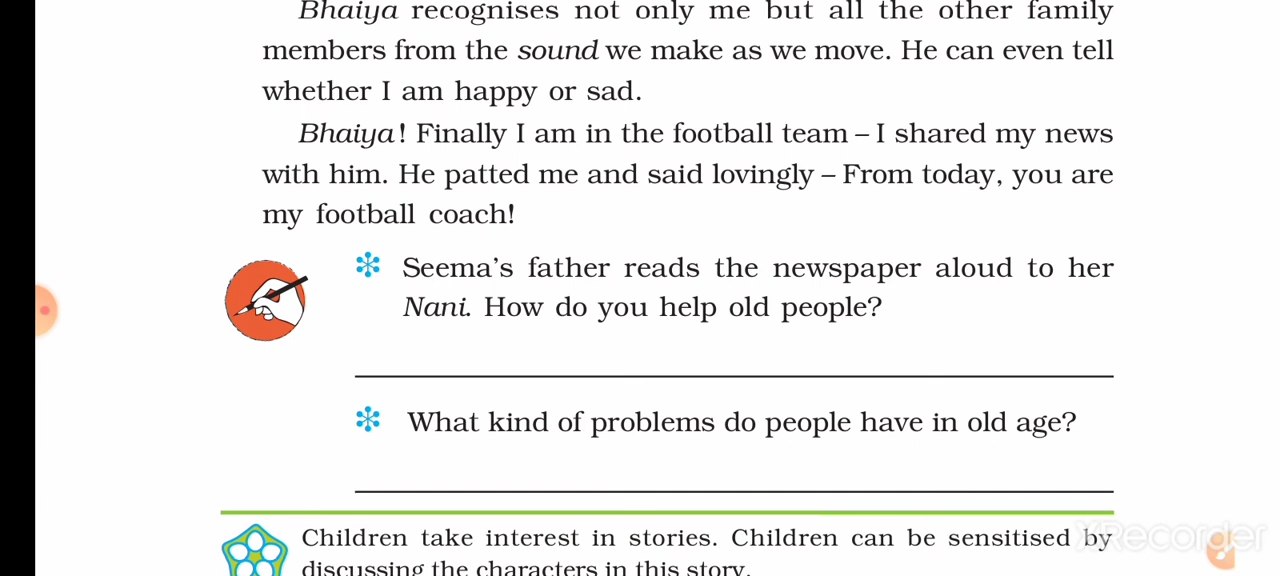 Bhaiya recognises not only me but all the other family
members from the sound we make as we move. He can even tell
whether I am happy or sad.
Bhaiya! Finally I am in the football team – I shared my news
with him. He patted me and said lovingly – From today, you are
my football coach!
Seema's father reads the newspaper aloud to her
Nani. How do you help old people?
What kind of problems do people have in old age?
Children take interest in stories. Children can be sensitised by
discussing the characters in this story.
XRecorder